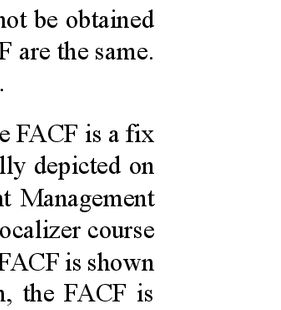 not be obtained
F are the same.
.
e FACF is a fix
lly depicted on
nt Management
ocalizer course
FACF is shown
n, the FACF is